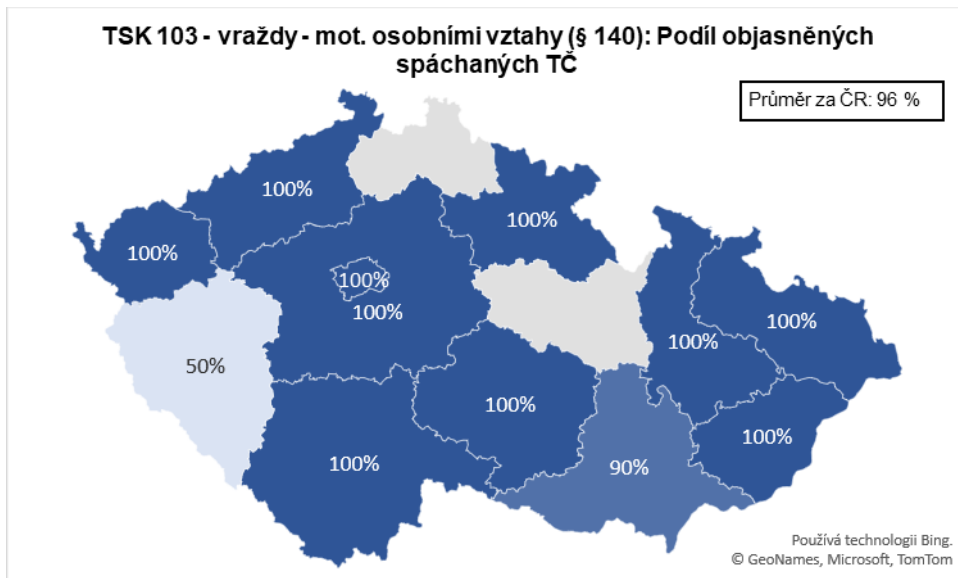 TSK 103 - vraždy - mot. osobními vztahy (§ 140): Podíl objasněných
spáchaných TČ
Průměr za ČR: 96 %
100%
100%
100%
100%
100%
50%
100%
100%
100%
100%
100%
90%
Používá technologii Bing.
© GeoNames, Microsoft, TomTom